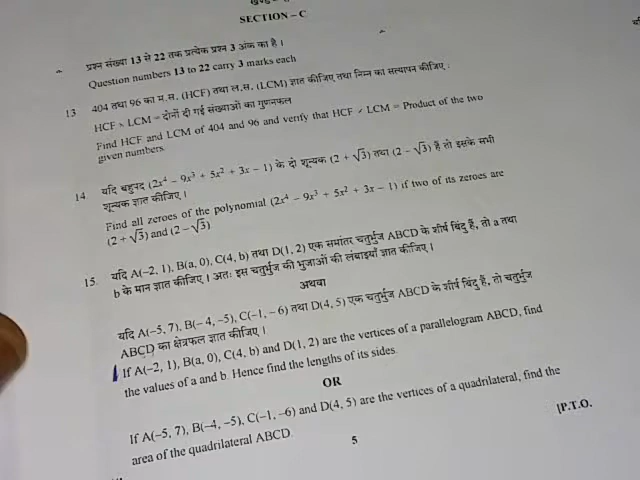 SECTION – C
प्रश्न संख्या 13 से 22 तक प्रत्येक प्रश्न 3 अंक का है ।
Question numbers 13 to 22 carry 3 marks each
13 404 तथा 96 का म.स. (HCF) तथा ल.स. (LCM) ज्ञात कीजिए तथा निम्न का सत्यापन कीजिए :
HCF × LCM = दोनों दी गई संख्याओं का गुणनफल
Find HCF and LCM of 404 and 96 and verify that HCF × LCM = Product of the two
given numbers.
14. यदि बहुपद (2x⁴ – 9x³ + 5x² + 3x – 1) के दो शून्यक (2 + √3) तथा (2 – √3) हैं तो इसके सभी
शून्यक ज्ञात कीजिए ।
Find all zeroes of the polynomial (2x⁴ – 9x³ + 5x² + 3x – 1) if two of its zeroes are
(2 + √3) and (2 – √3)
15. यदि A(–2, 1), B(a, 0), C(4, b) तथा D(1, 2) एक समांतर चतुर्भुज ABCD के शीर्ष बिंदु हैं, तो a तथा
b के मान ज्ञात कीजिए । अतः इस चतुर्भुज की भुजाओं की लंबाइयाँ ज्ञात कीजिए ।
अथवा
यदि A(–5, 7), B(– 4, –5), C(–1, – 6) तथा D(4, 5) एक चतुर्भुज ABCD के शीर्ष बिंदु हैं, तो चतुर्भुज
ABCD का क्षेत्रफल ज्ञात कीजिए ।
If A(–2, 1), B(a, 0), C(4, b) and D(1, 2) are the vertices of a parallelogram ABCD, find
the values of a and b. Hence find the lengths of its sides.
OR
If A(–5, 7), B(–4, –5), C(–1, –6) and D(4, 5) are the vertices of a quadrilateral, find the
area of the quadrilateral ABCD.
5
[P.T.O.